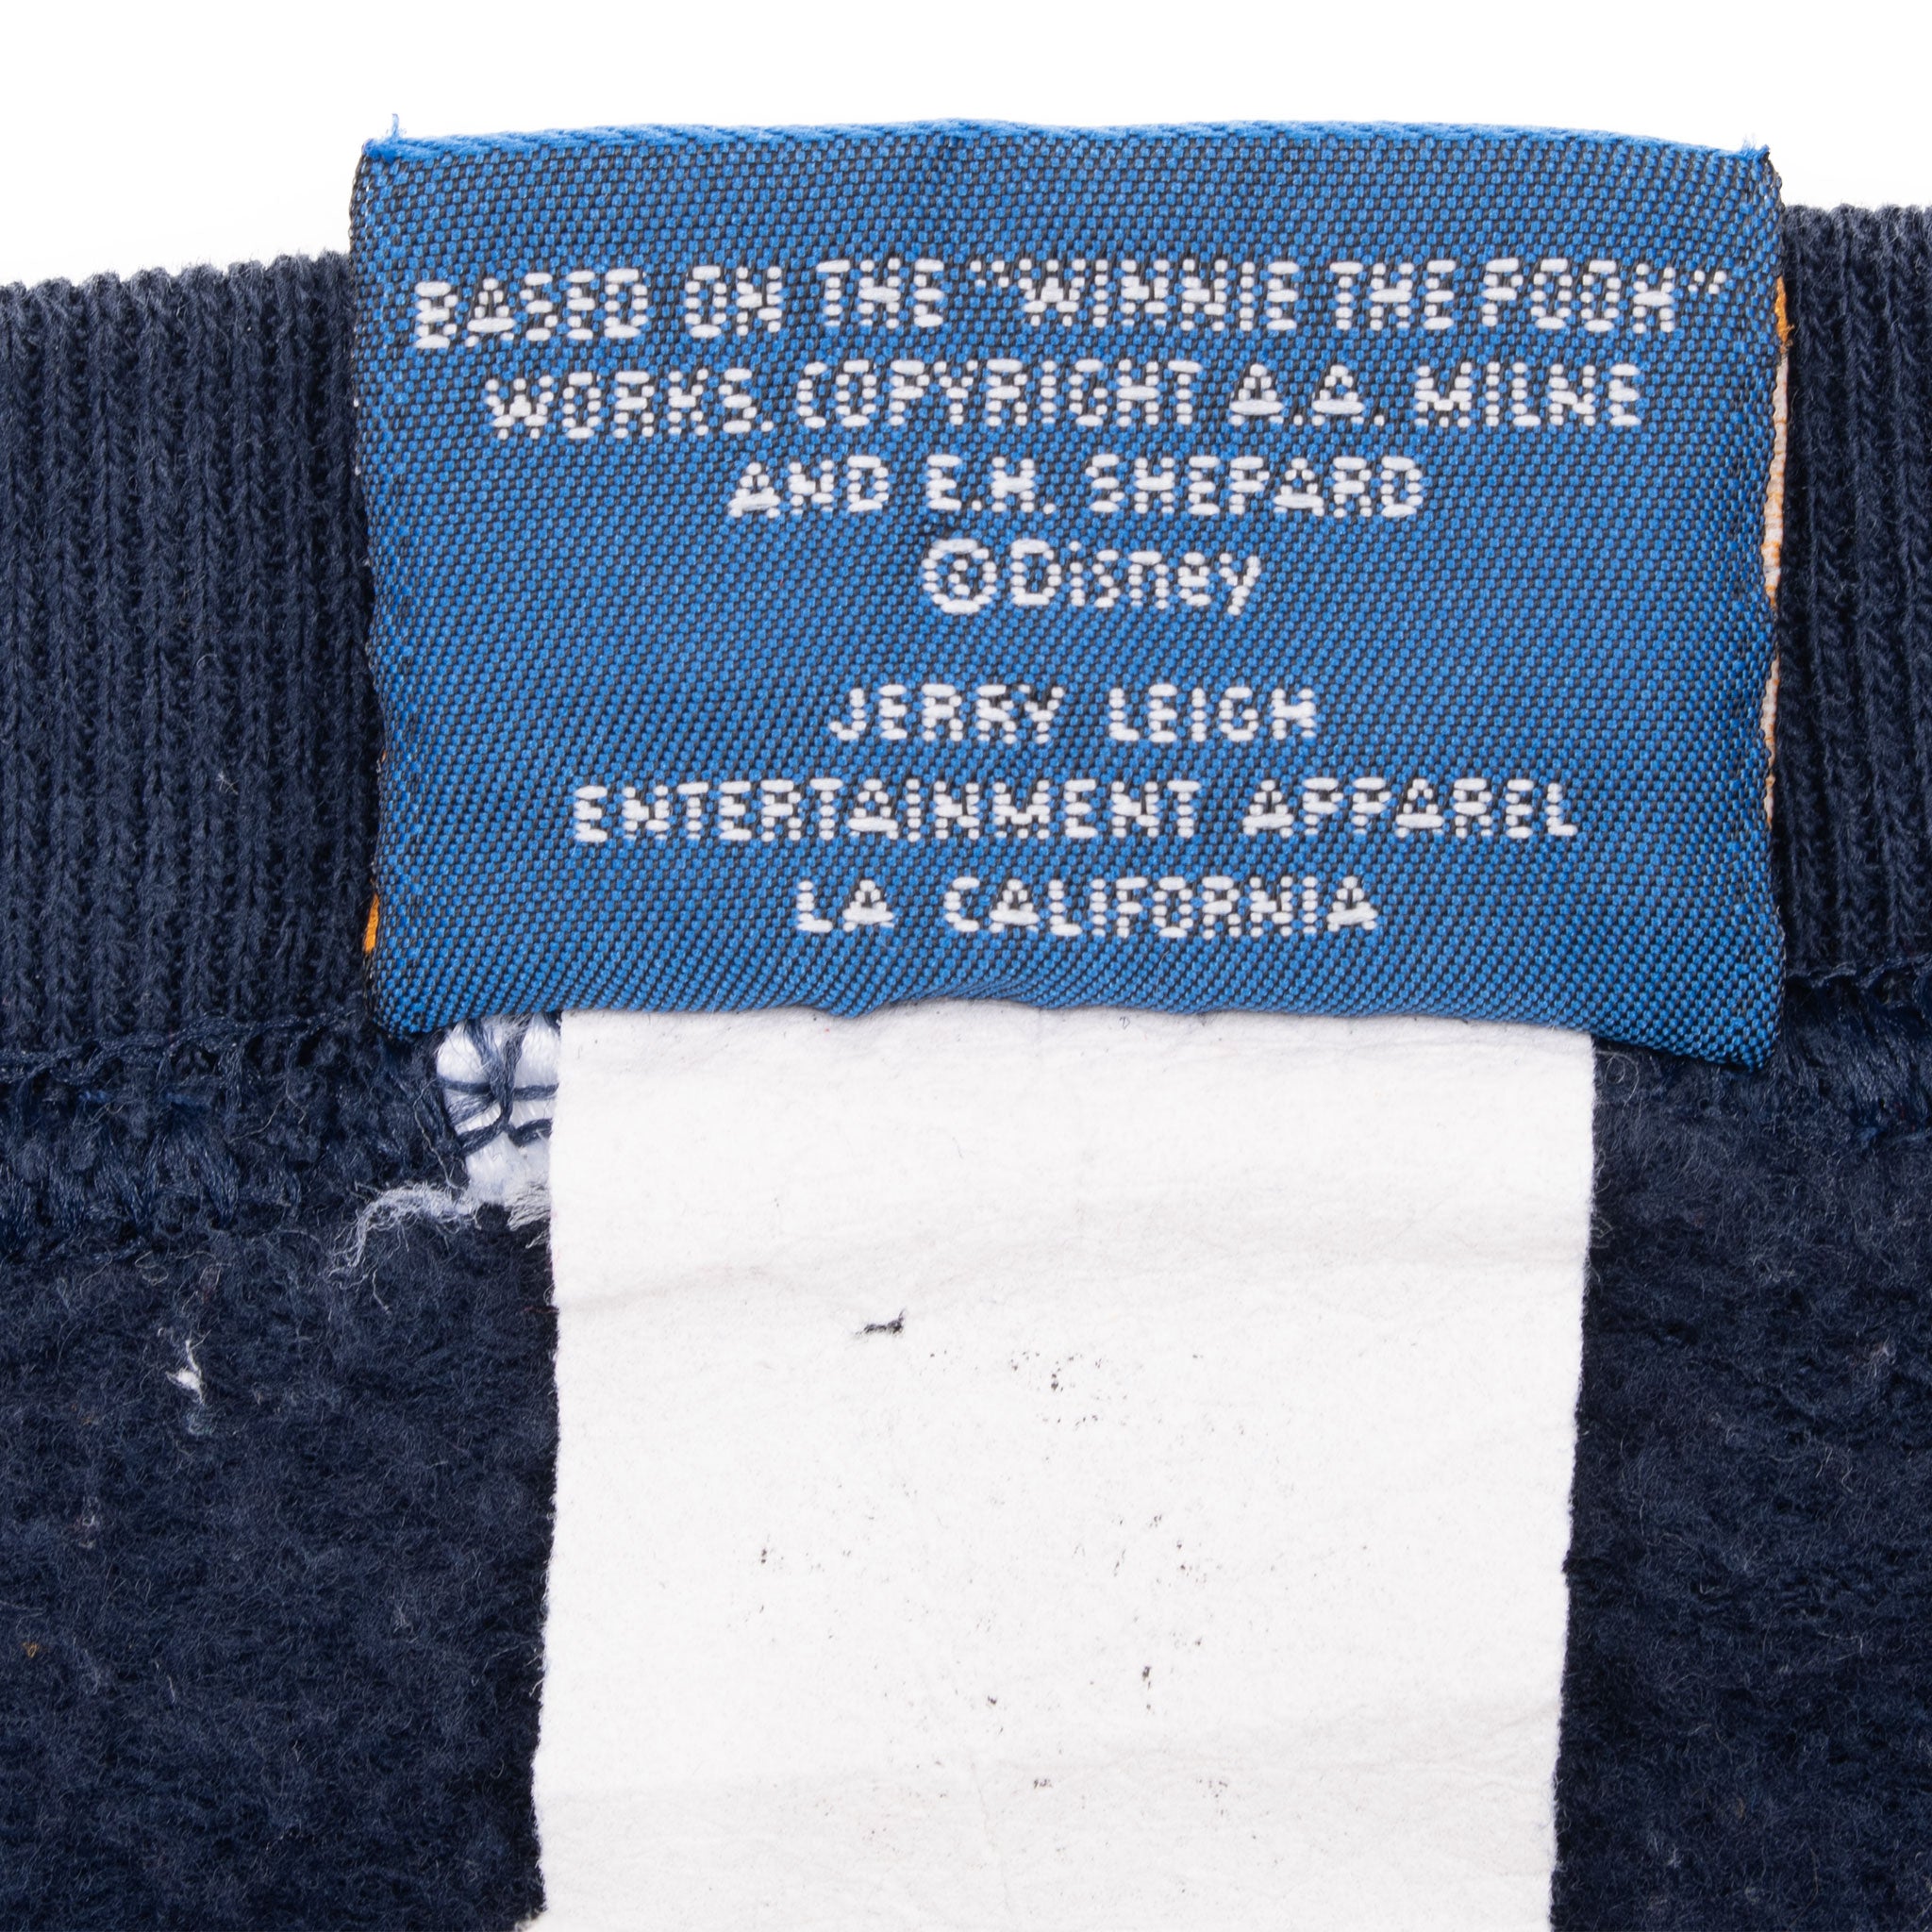 BASED ON THE "WINNIE THE POOH"
WORKS. COPYRIGHT A.A. MILNE
AND E.H. SHEPARD
©Disney
JERRY LEIGH
ENTERTAINMENT APPAREL
LA CALIFORNIA